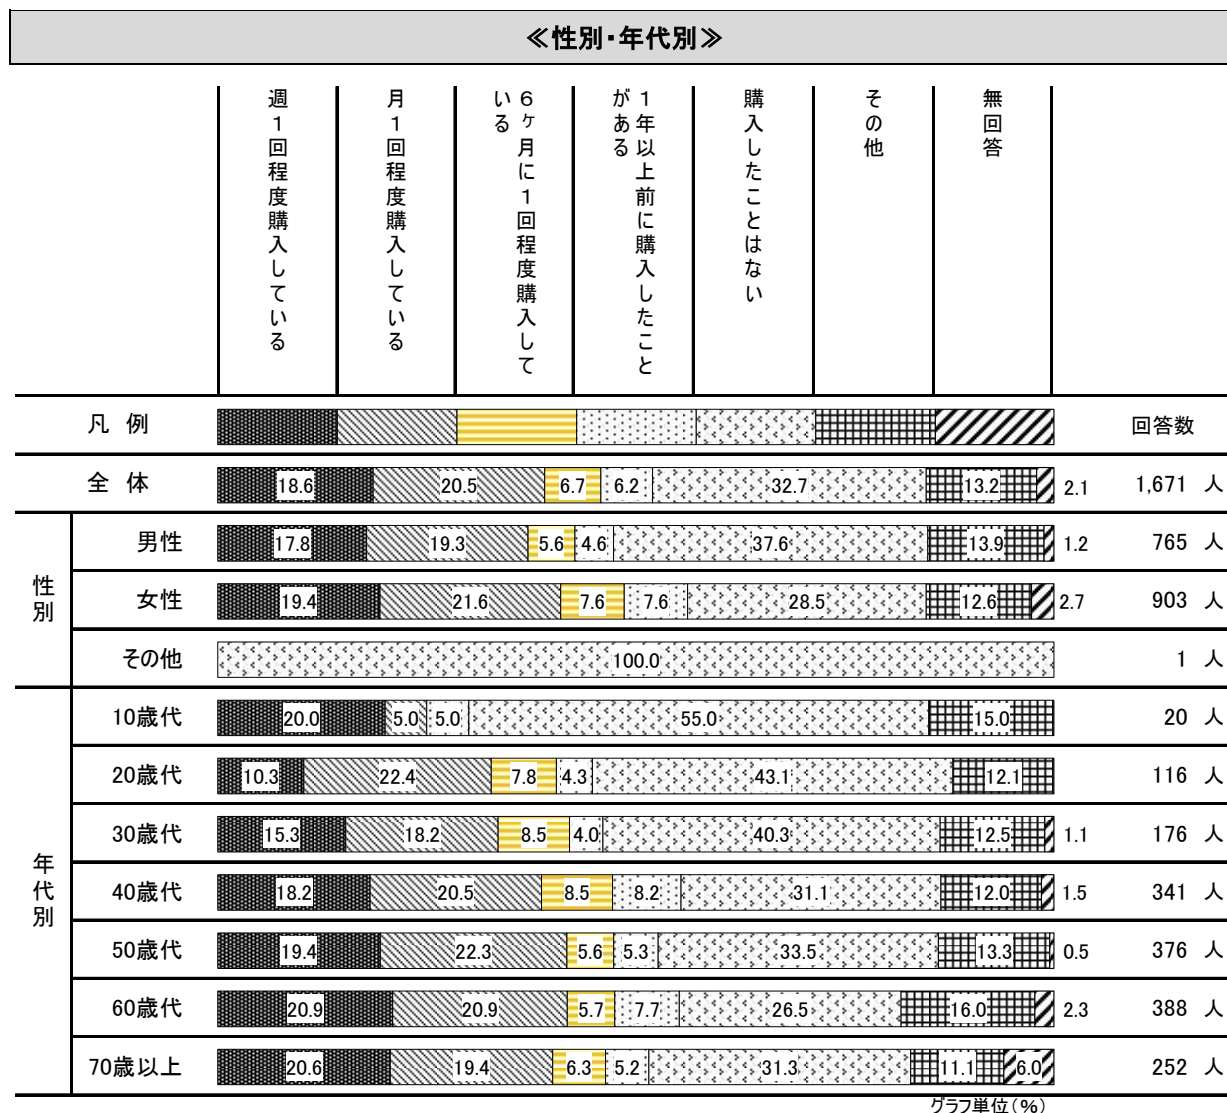 ≪性別・年代別≫
週1回程度購入している
月1回程度購入している
6ヶ月に1回程度購入して
いる
1年以上前に購入したこと
がある
購入したことはない
その他
無回答
凡 例 回答数
全 体 18.6 20.5 6.7 6.2 32.7 13.2 2.1 1,671 人
性別
男性 17.8 19.3 5.6 4.6 37.6 13.9 1.2 765 人
女性 19.4 21.6 7.6 7.6 28.5 12.6 2.7 903 人
その他 100.0 1 人
年代別
10歳代 20.0 5.0 5.0 55.0 15.0 20 人
20歳代 10.3 22.4 7.8 4.3 43.1 12.1 116 人
30歳代 15.3 18.2 8.5 4.0 40.3 12.5 1.1 176 人
40歳代 18.2 20.5 8.5 8.2 31.1 12.0 1.5 341 人
50歳代 19.4 22.3 5.6 5.3 33.5 13.3 0.5 376 人
60歳代 20.9 20.9 5.7 7.7 26.5 16.0 2.3 388 人
70歳以上 20.6 19.4 6.3 5.2 31.3 11.1 6.0 252 人
グラフ単位(%)